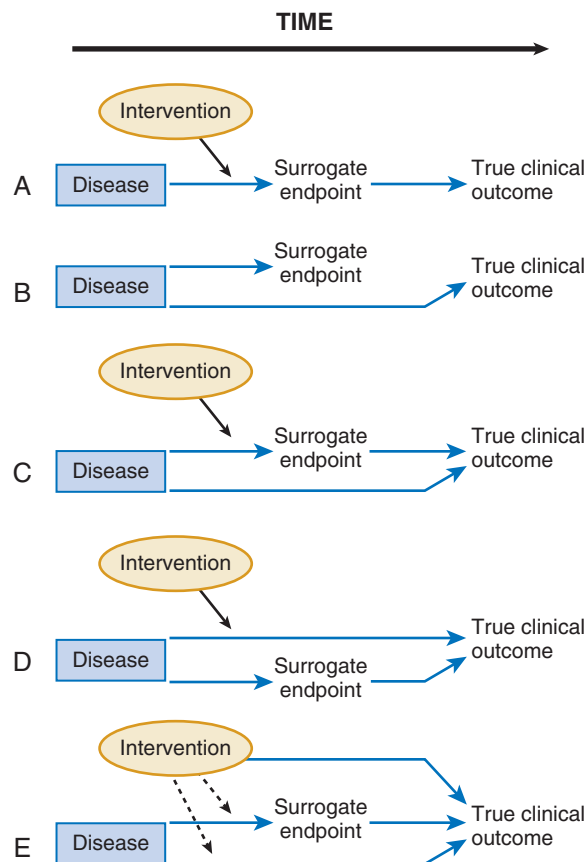 TIME
Intervention
A
Disease
Surrogate
endpoint
True clinical
outcome
B
Disease
Surrogate
endpoint
True clinical
outcome
Intervention
C
Disease
Surrogate
endpoint
True clinical
outcome
Intervention
D
Disease
Surrogate
endpoint
True clinical
outcome
Intervention
E
Disease
Surrogate
endpoint
True clinical
outcome